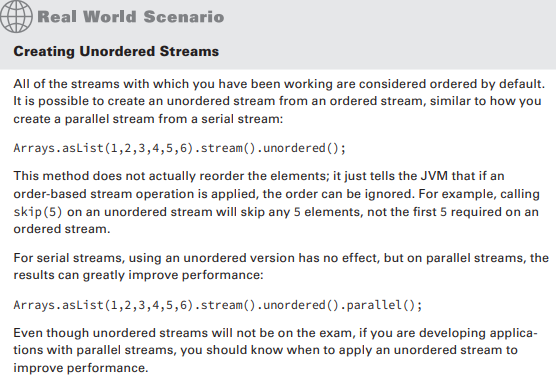 Real World Scenario
Creating Unordered Streams
All of the streams with which you have been working are considered ordered by default.
It is possible to create an unordered stream from an ordered stream, similar to how you
create a parallel stream from a serial stream:
Arrays.asList(1,2,3,4,5,6).stream().unordered();
This method does not actually reorder the elements; it just tells the JVM that if an
order-based stream operation is applied, the order can be ignored. For example, calling
skip(5) on an unordered stream will skip any 5 elements, not the first 5 required on an
ordered stream.
For serial streams, using an unordered version has no effect, but on parallel streams, the
results can greatly improve performance:
Arrays.asList(1,2,3,4,5,6).stream().unordered().parallel();
Even though unordered streams will not be on the exam, if you are developing applica-
tions with parallel streams, you should know when to apply an unordered stream to
improve performance.